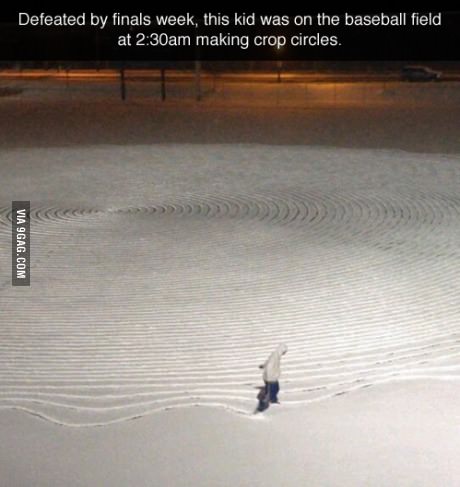 Defeated by finals week, this kid was on the baseball field
at 2:30am making crop circles.
VIA 9GAG.COM